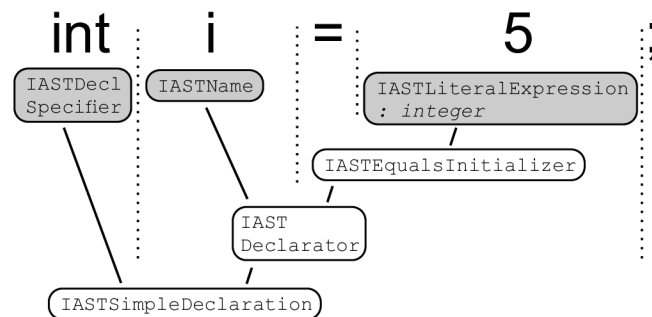 int i = 5 ;
IASTDecl
Specifier
IASTName
IASTLiteralExpression
: integer
IASTEqualsInitializer
IAST
Declarator
IASTSimpleDeclaration